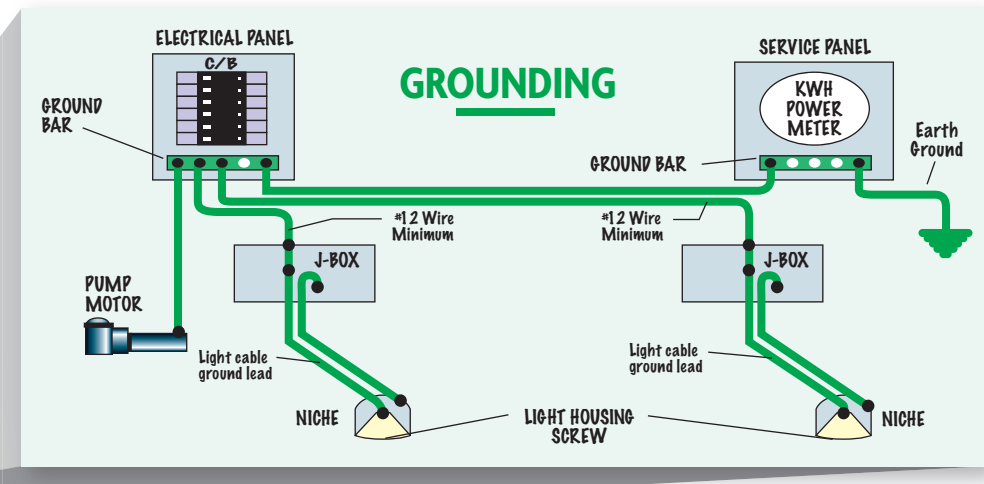 ELECTRICAL PANEL
C/B
GROUNDING
SERVICE PANEL
KWH
POWER
METER
GROUND
BAR
Earth
Ground
GROUND BAR
#12 Wire
Minimum
#12 Wire
Minimum
J-BOX
J-BOX
PUMP
MOTOR
Light cable
ground lead
Light cable
ground lead
NICHE
LIGHT HOUSING
SCREW
NICHE